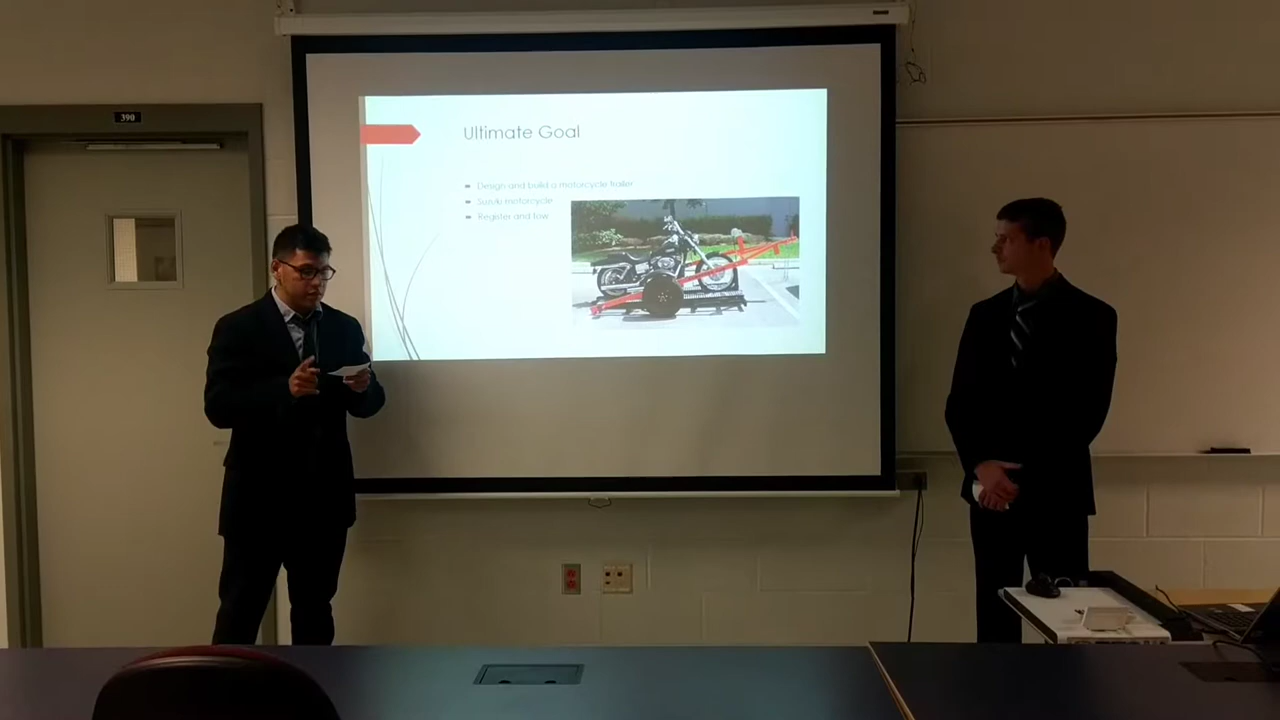 390
Ultimate Goal
Design and build a motorcycle trailer
Suzuki motorcycle
Register and tow